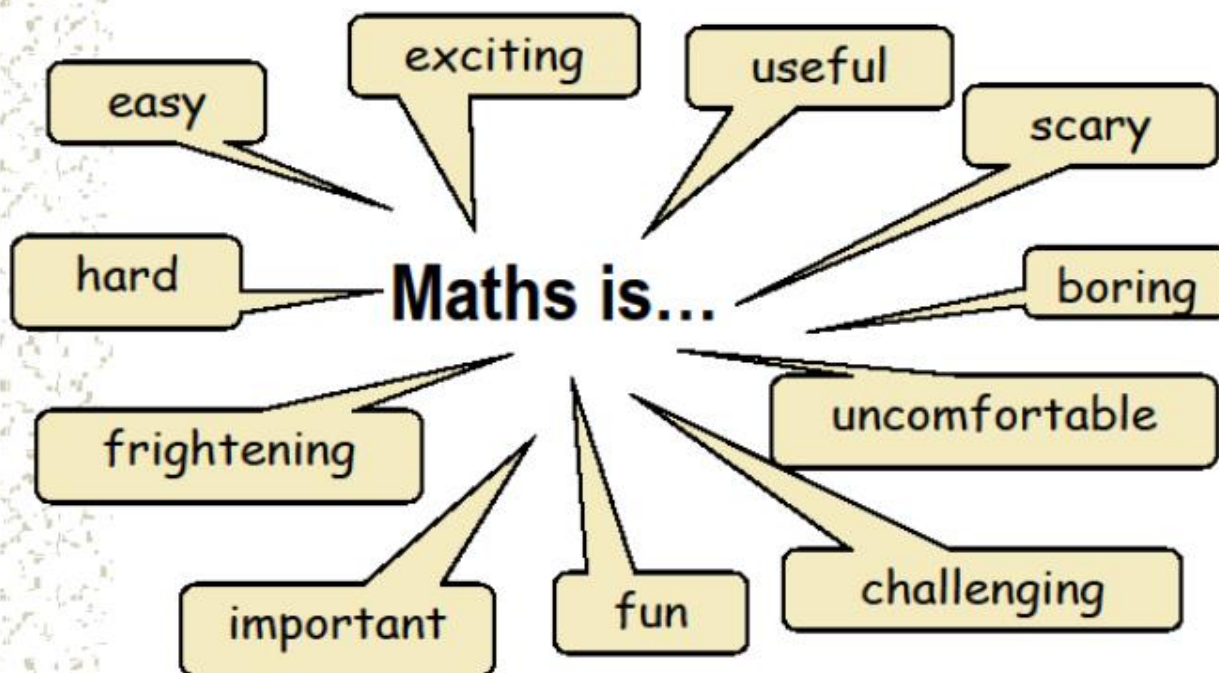 exciting
useful
easy
scary
hard
Maths is...
boring
uncomfortable
frightening
challenging
important
fun